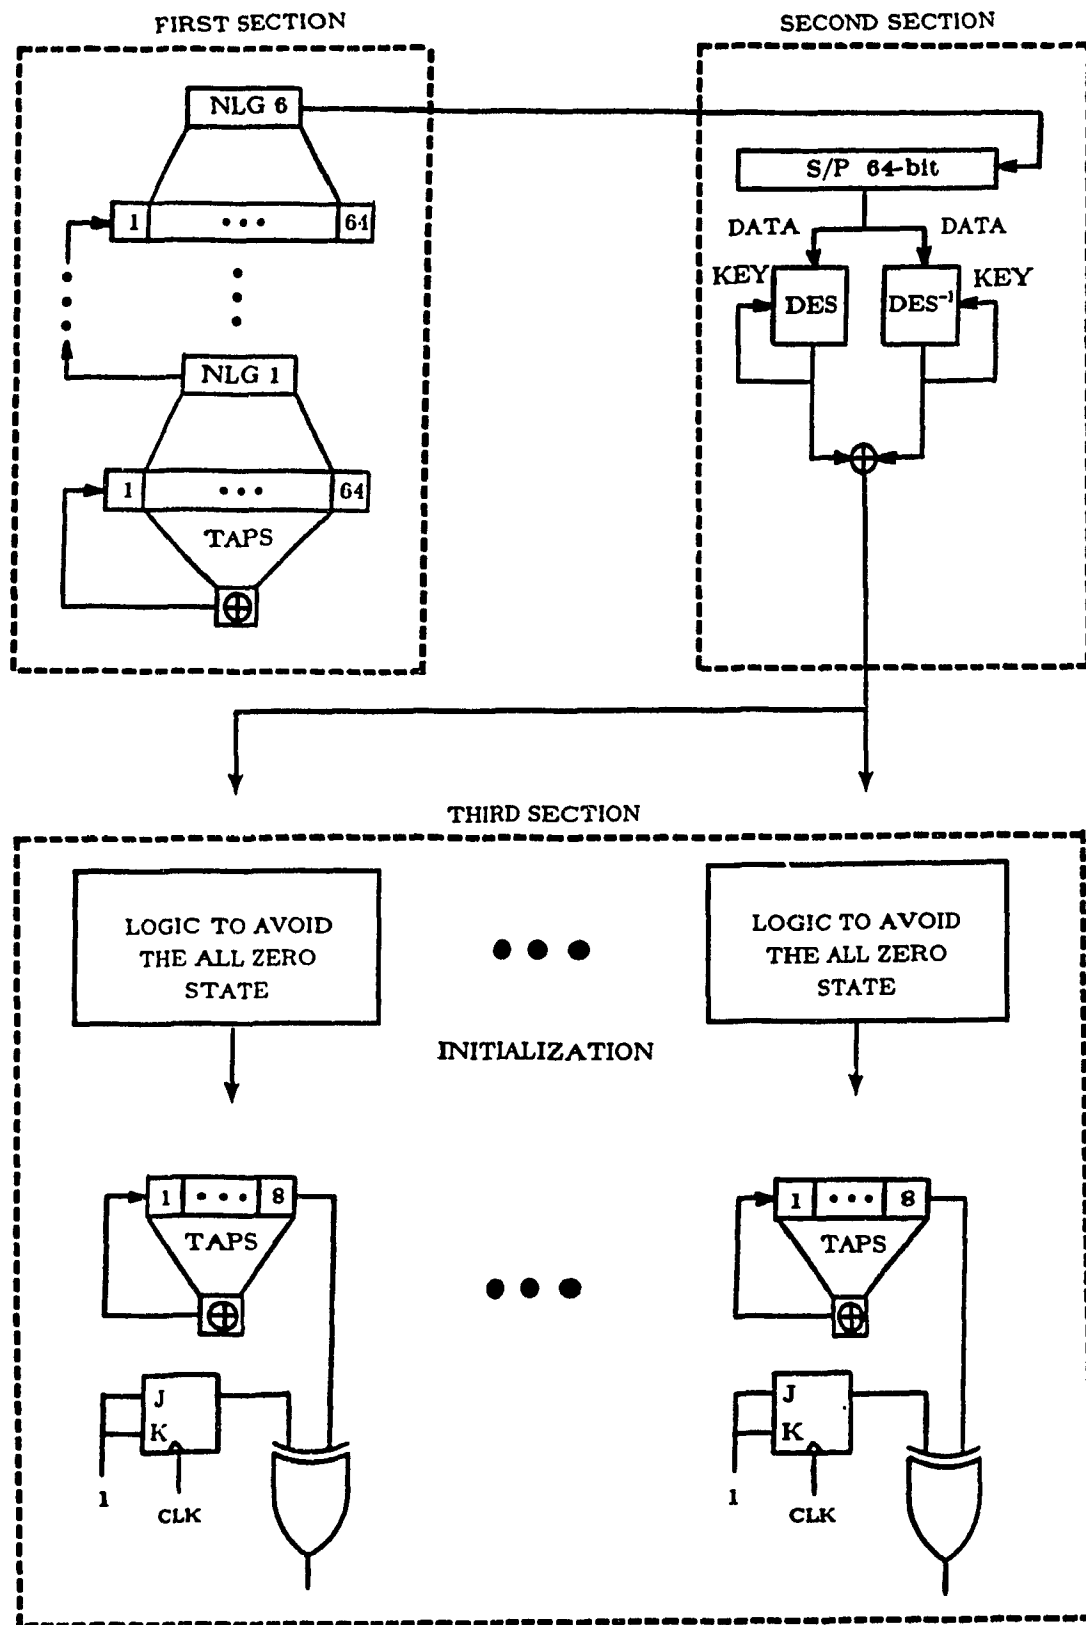 FIRST SECTION
NLG 6
1 • • • 64
NLG 1
1 • • • 64
TAPS
SECOND SECTION
S/P 64-bit
DATA DATA
KEY KEY
DES DES⁻¹
THIRD SECTION
LOGIC TO AVOID
THE ALL ZERO
STATE
LOGIC TO AVOID
THE ALL ZERO
STATE
INITIALIZATION
1 • • • 8
TAPS
1 • • • 8
TAPS
J
K
1
CLK
J
K
1
CLK